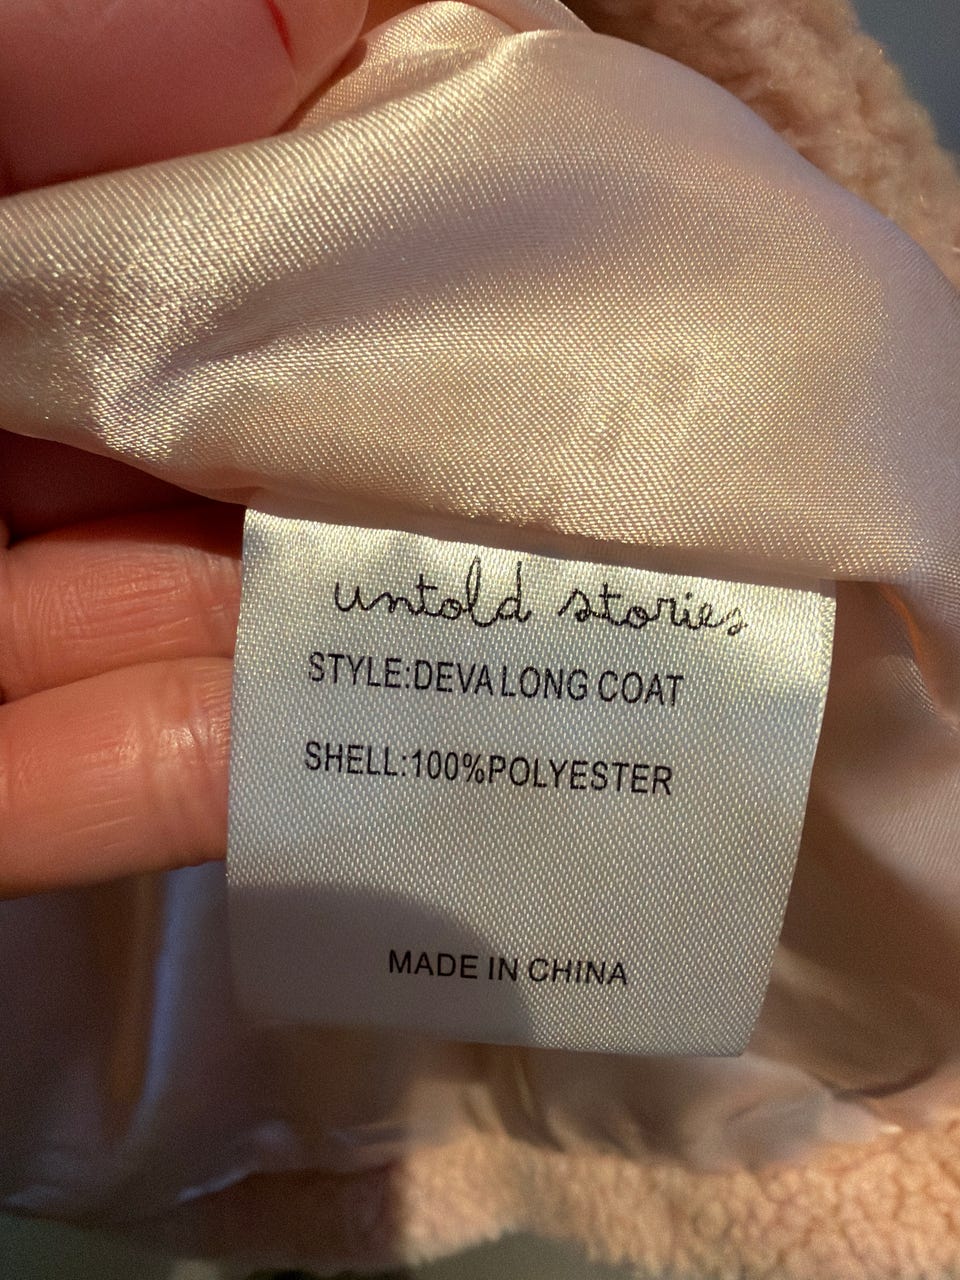 untold stories
STYLE:DEVA LONG COAT
SHELL:100%POLYESTER
MADE IN CHINA